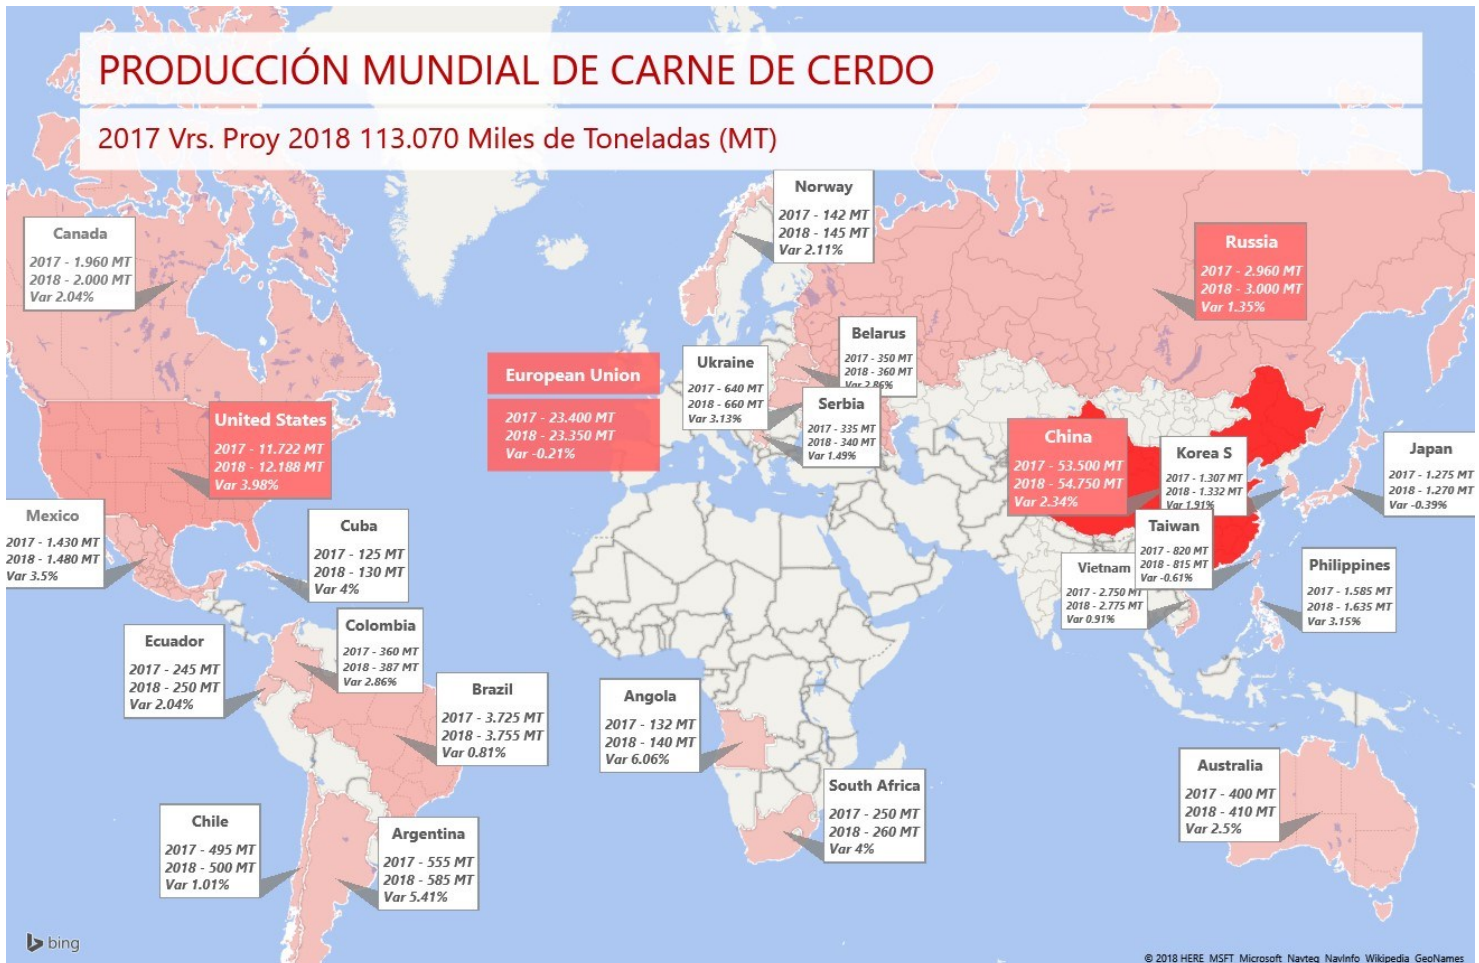 PRODUCCIÓN MUNDIAL DE CARNE DE CERDO
2017 Vrs. Proy 2018 113.070 Miles de Toneladas (MT)
Norway
2017 - 142 MT
2018 - 145 MT
Var 2.11%
Canada
2017 - 1.960 MT
2018 - 2.000 MT
Var 2.04%
Russia
2017 - 2.960 MT
2018 - 3.000 MT
Var 1.35%
Belarus
2017 - 350 MT
2018 - 360 MT
Var 2.86%
Ukraine
2017 - 640 MT
2018 - 660 MT
Var 3.13%
European Union
2017 - 23.400 MT
2018 - 23.350 MT
Var -0.21%
Serbia
2017 - 335 MT
2018 - 340 MT
Var 1.49%
United States
2017 - 11.722 MT
2018 - 12.188 MT
Var 3.98%
China
2017 - 53.500 MT
2018 - 54.750 MT
Var 2.34%
Korea S
2017 - 1.307 MT
2018 - 1.332 MT
Var 1.91%
Japan
2017 - 1.275 MT
2018 - 1.270 MT
Var -0.39%
Mexico
2017 - 1.430 MT
2018 - 1.480 MT
Var 3.5%
Cuba
2017 - 125 MT
2018 - 130 MT
Var 4%
Taiwan
2017 - 820 MT
2018 - 815 MT
Var -0.61%
Vietnam
2017 - 2.750 MT
2018 - 2.775 MT
Var 0.91%
Philippines
2017 - 1.585 MT
2018 - 1.635 MT
Var 3.15%
Colombia
2017 - 360 MT
2018 - 387 MT
Var 2.86%
Ecuador
2017 - 245 MT
2018 - 250 MT
Var 2.04%
Brazil
2017 - 3.725 MT
2018 - 3.755 MT
Var 0.81%
Angola
2017 - 132 MT
2018 - 140 MT
Var 6.06%
South Africa
2017 - 250 MT
2018 - 260 MT
Var 4%
Australia
2017 - 400 MT
2018 - 410 MT
Var 2.5%
Chile
2017 - 495 MT
2018 - 500 MT
Var 1.01%
Argentina
2017 - 555 MT
2018 - 585 MT
Var 5.41%
bing
© 2018 HERE MSFT Microsoft Navteq NavInfo Wikipedia GeoNames